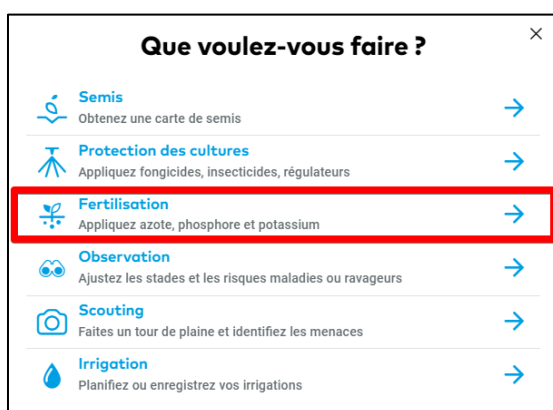 Que voulez-vous faire ?
Semis
Obtenez une carte de semis
Protection des cultures
Appliquez fongicides, insecticides, régulateurs
Fertilisation
Appliquez azote, phosphore et potassium
Observation
Ajustez les stades et les risques maladies ou ravageurs
Scouting
Faites un tour de plaine et identifiez les menaces
Irrigation
Planifiez ou enregistrez vos irrigations